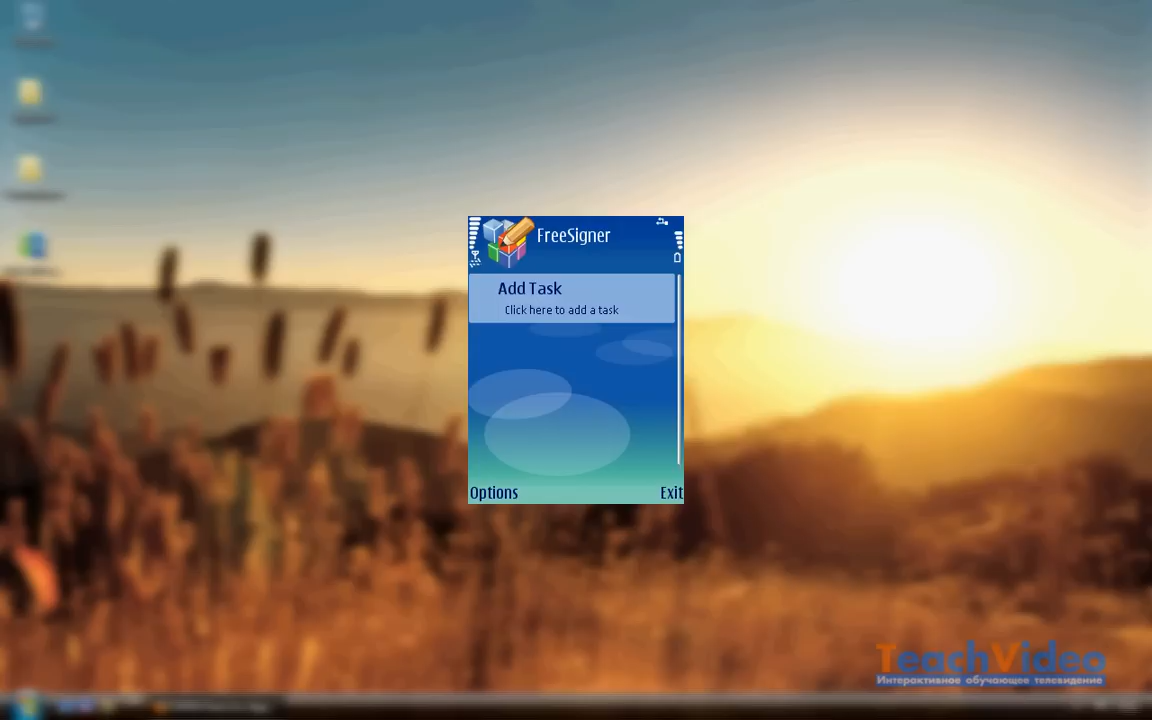 FreeSigner
Add Task
Click here to add a task
Options
Exit
TeachVideo
Интерактивное обучающее телевидение